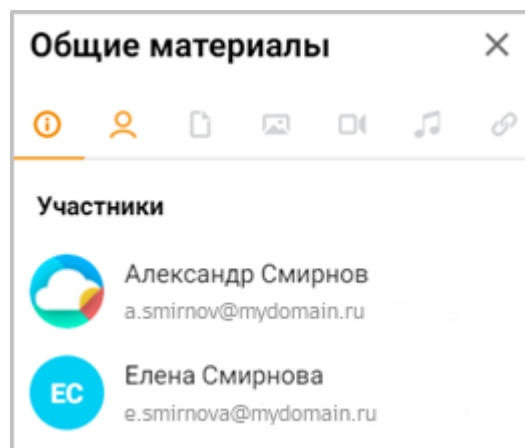 Общие материалы
Участники
Александр Смирнов
a.smirnov@mydomain.ru
ЕС
Елена Смирнова
e.smirnova@mydomain.ru